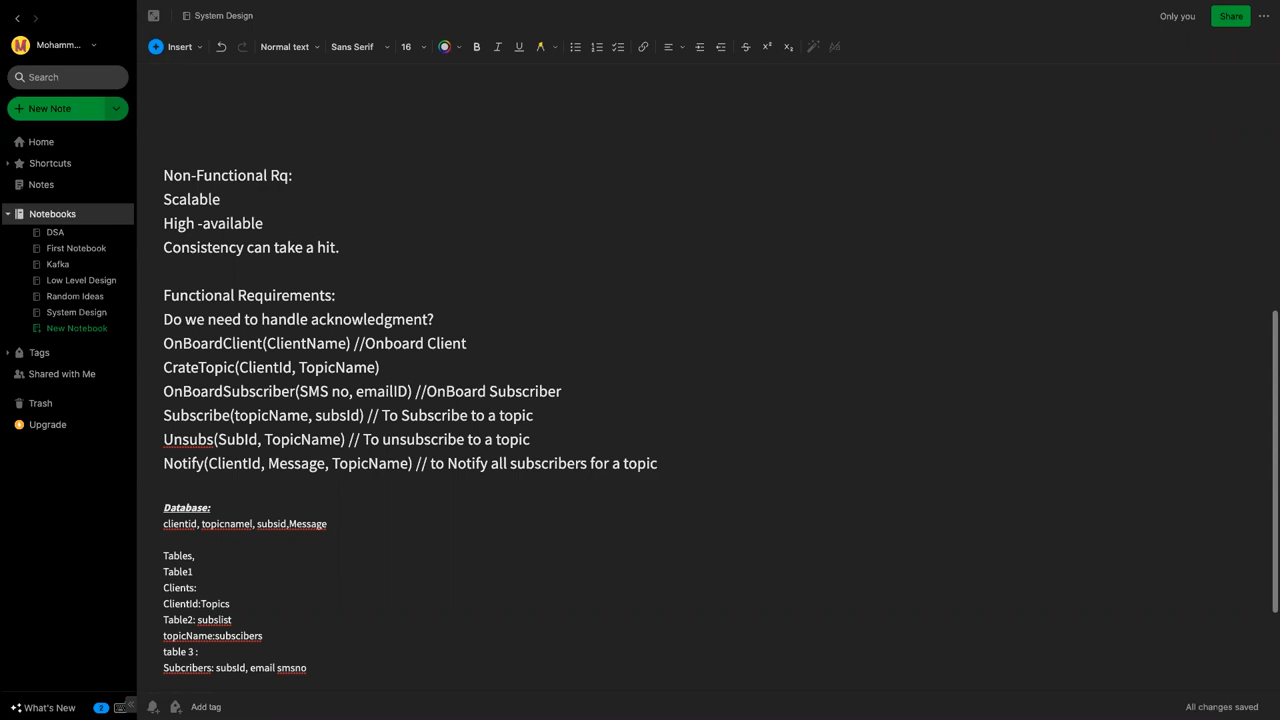 System Design
Only you
Share
Mohamm...
Insert
Normal text
Sans Serif
16
Search
New Note
Home
Shortcuts
Notes
Notebooks
DSA
First Notebook
Kafka
Low Level Design
Random Ideas
System Design
New Notebook
Tags
Shared with Me
Trash
Upgrade
What's New
2
Non-Functional Rq:
Scalable
High -available
Consistency can take a hit.
Functional Requirements:
Do we need to handle acknowledgment?
OnBoardClient(ClientName) //Onboard Client
CrateTopic(ClientId, TopicName)
OnBoardSubscriber(SMS no, emailID) //OnBoard Subscriber
Subscribe(topicName, subsId) // To Subscribe to a topic
Unsubs(SubId, TopicName) // To unsubscribe to a topic
Notify(ClientId, Message, TopicName) // to Notify all subscribers for a topic
Database:
clientid, topicnamel, subsid,Message
Tables,
Table1
Clients:
ClientId:Topics
Table2: subslist
topicName:subscibers
table 3 :
Subcribers: subsId, email smsno
Add tag
All changes saved